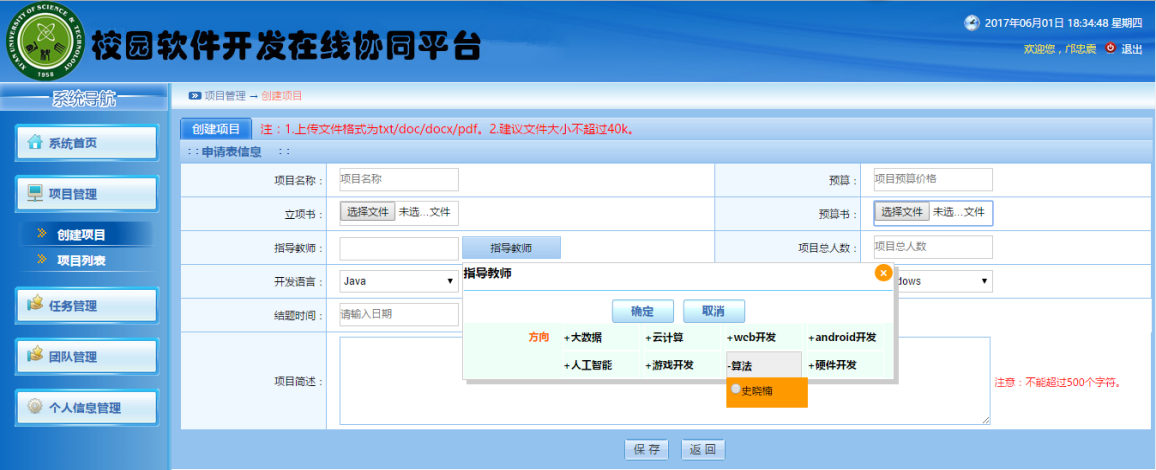 XIAN UNIVERSITY OF SCIENCE & TECHNOLOGY
1958
校园软件开发在线协同平台
2017年06月01日 18:34:48 星期四
欢迎您，邝忠震 退出
系统导航
项目管理 → 创建项目
系统首页
项目管理
创建项目
项目列表
任务管理
团队管理
个人信息管理
创建项目 注：1.上传文件格式为txt/doc/docx/pdf。2.建议文件大小不超过40k。
: : 申请表信息 : :
项目名称： 项目名称 预算： 项目预算价格
立项书： 选择文件 未选...文件 预算书： 选择文件 未选...文件
指导教师： 指导教师 项目总人数： 项目总人数
开发语言： Java dows
结题时间： 请输入日期
指导教师
确定 取消
方向 +大数据 +云计算 +web开发 +android开发
+人工智能 +游戏开发 -算法 +硬件开发
史晓楠
项目简述： 注意：不能超过500个字符。
保 存 返 回